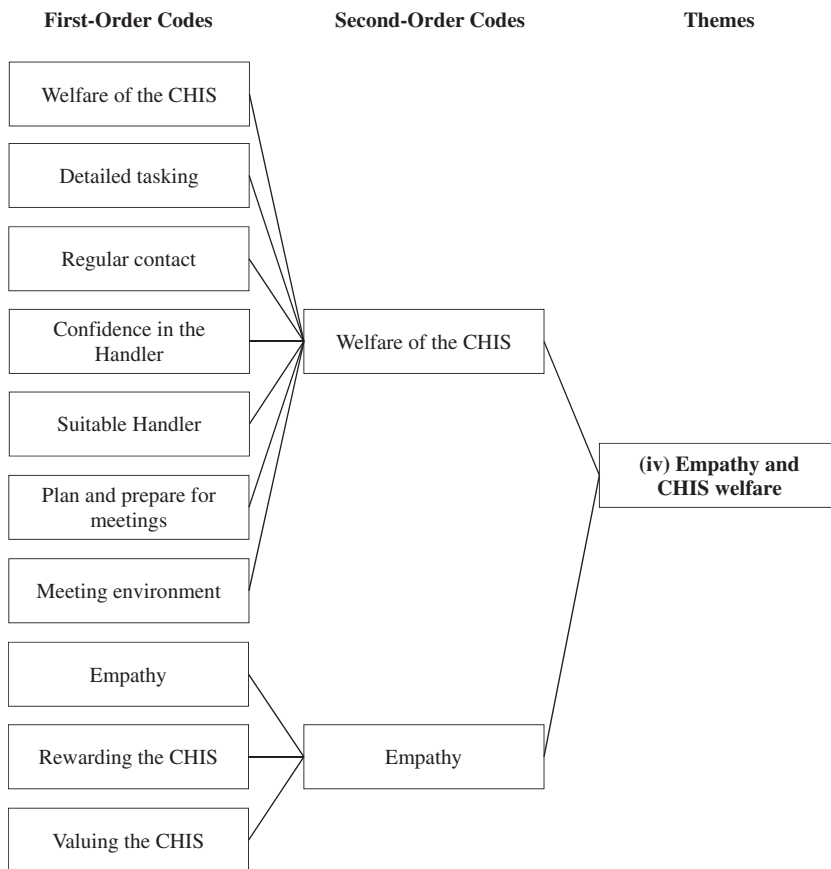 First-Order Codes
Second-Order Codes
Themes
Welfare of the CHIS
Detailed tasking
Regular contact
Confidence in the
Handler
Suitable Handler
Plan and prepare for
meetings
Meeting environment
Empathy
Rewarding the CHIS
Valuing the CHIS
Welfare of the CHIS
Empathy
(iv) Empathy and
CHIS welfare